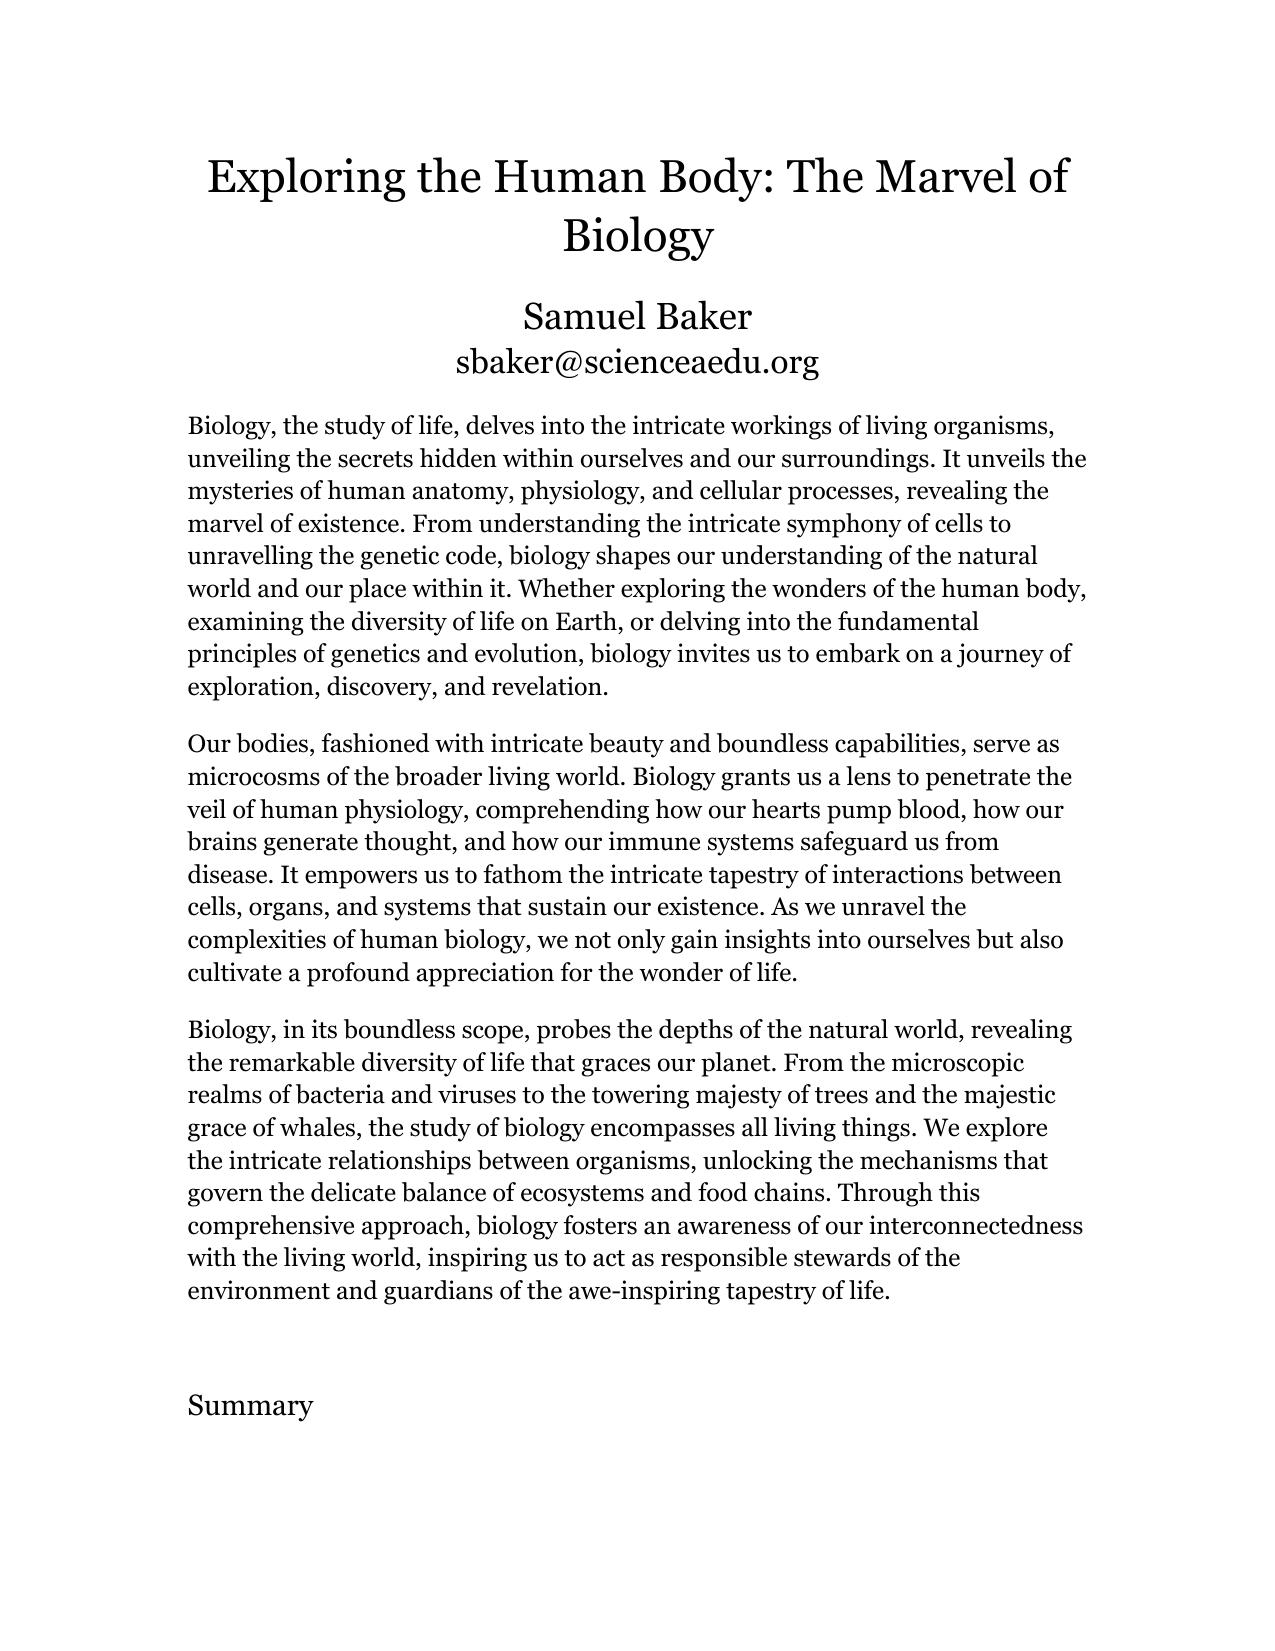 Exploring the Human Body: The Marvel of
Biology
Samuel Baker
sbaker@scienceaedu.org
Biology, the study of life, delves into the intricate workings of living organisms,
unveiling the secrets hidden within ourselves and our surroundings. It unveils the
mysteries of human anatomy, physiology, and cellular processes, revealing the
marvel of existence. From understanding the intricate symphony of cells to
unravelling the genetic code, biology shapes our understanding of the natural
world and our place within it. Whether exploring the wonders of the human body,
examining the diversity of life on Earth, or delving into the fundamental
principles of genetics and evolution, biology invites us to embark on a journey of
exploration, discovery, and revelation.
Our bodies, fashioned with intricate beauty and boundless capabilities, serve as
microcosms of the broader living world. Biology grants us a lens to penetrate the
veil of human physiology, comprehending how our hearts pump blood, how our
brains generate thought, and how our immune systems safeguard us from
disease. It empowers us to fathom the intricate tapestry of interactions between
cells, organs, and systems that sustain our existence. As we unravel the
complexities of human biology, we not only gain insights into ourselves but also
cultivate a profound appreciation for the wonder of life.
Biology, in its boundless scope, probes the depths of the natural world, revealing
the remarkable diversity of life that graces our planet. From the microscopic
realms of bacteria and viruses to the towering majesty of trees and the majestic
grace of whales, the study of biology encompasses all living things. We explore
the intricate relationships between organisms, unlocking the mechanisms that
govern the delicate balance of ecosystems and food chains. Through this
comprehensive approach, biology fosters an awareness of our interconnectedness
with the living world, inspiring us to act as responsible stewards of the
environment and guardians of the awe-inspiring tapestry of life.
Summary